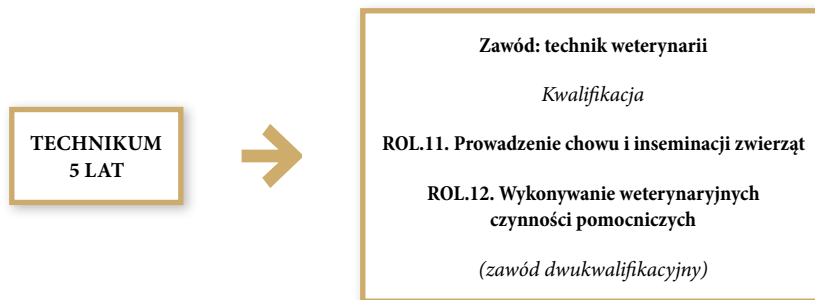 TECHNIKUM
5 LAT
Zawód: technik weterynarii
Kwalifikacja
ROL.11. Prowadzenie chowu i inseminacji zwierząt
ROL.12. Wykonywanie weterynaryjnych
czynności pomocniczych
(zawód dwukwalifikacyjny)